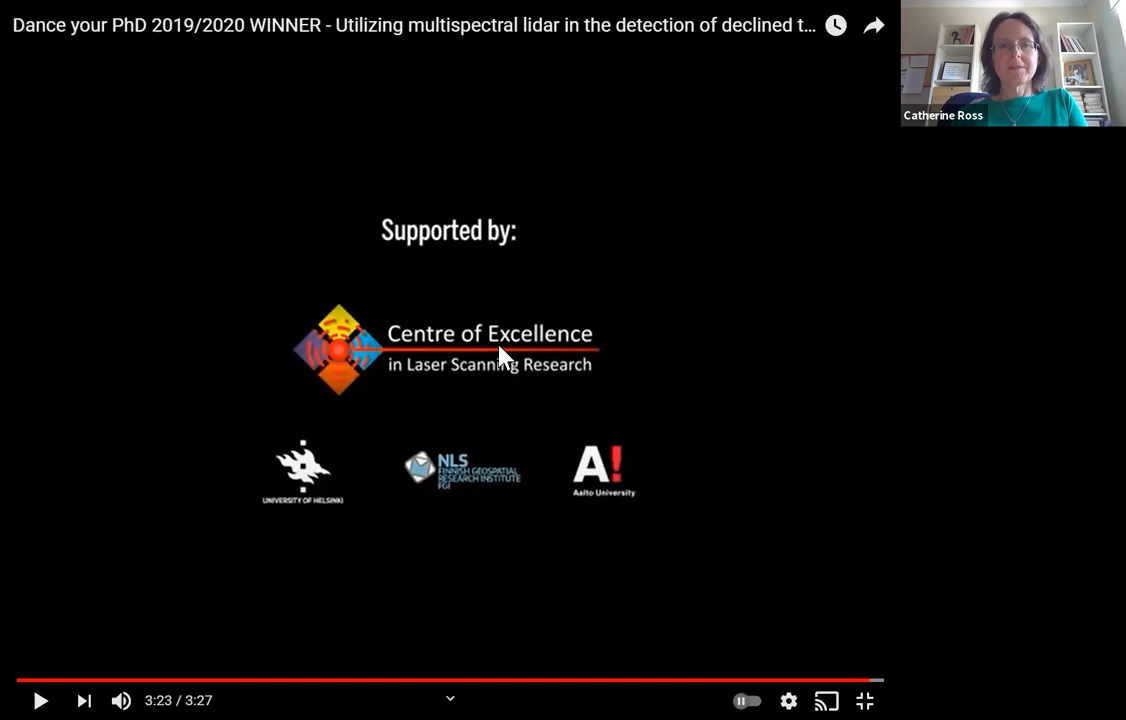 Dance your PhD 2019/2020 WINNER - Utilizing multispectral lidar in the detection of declined t...
Catherine Ross
Supported by:
Centre of Excellence
in Laser Scanning Research
UNIVERSITY OF HELSINKI
NLS
FINNISH GEOSPATIAL
RESEARCH INSTITUTE
FGI
A!
Aalto University
3:23 / 3:27